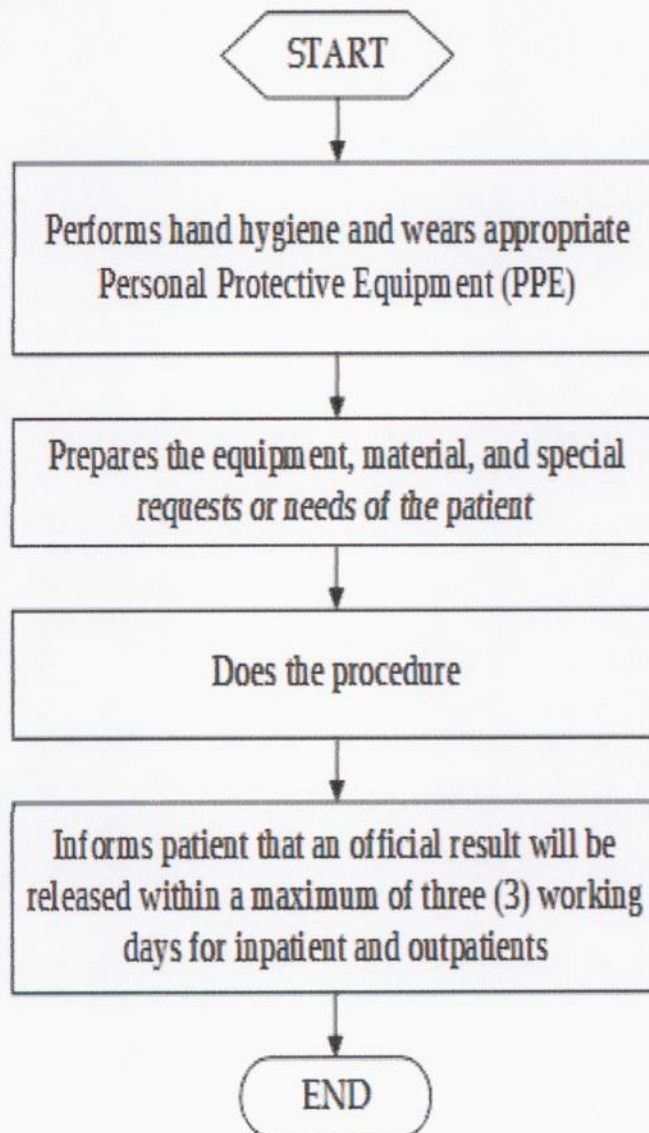 START
Performs hand hygiene and wears appropriate
Personal Protective Equipment (PPE)
Prepares the equipment, material, and special
requests or needs of the patient
Does the procedure
Informs patient that an official result will be
released within a maximum of three (3) working
days for inpatient and outpatients
END